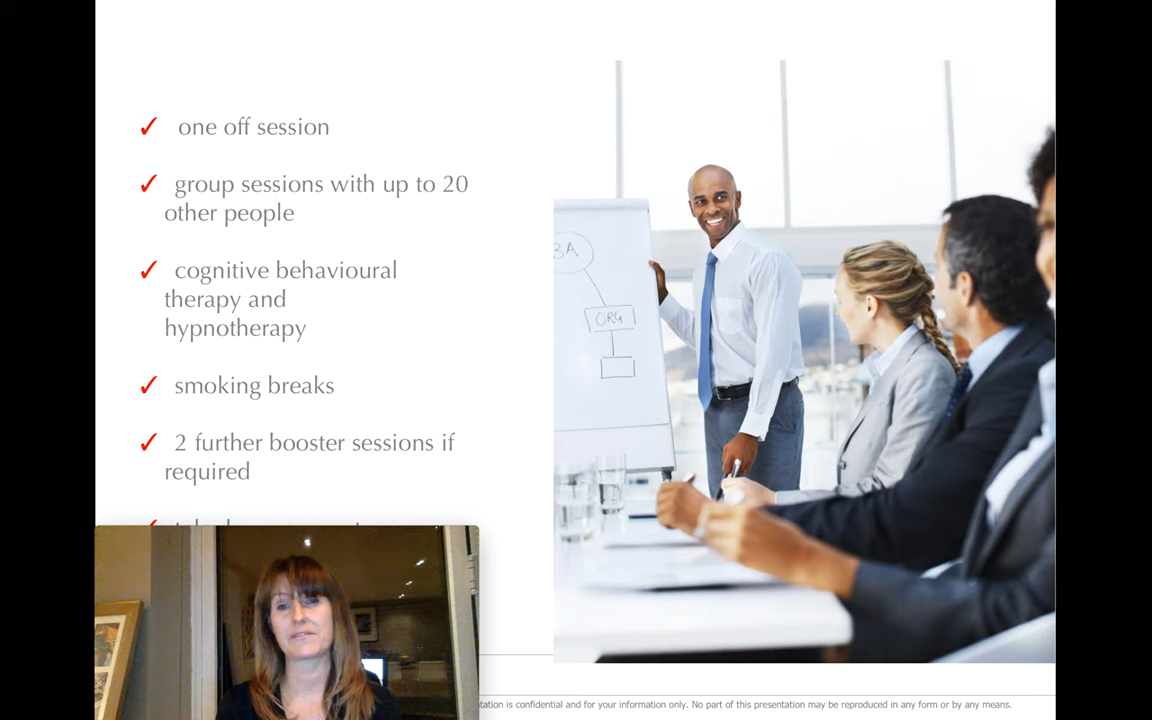 ✓ one off session
✓ group sessions with up to 20
other people
✓ cognitive behavioural
therapy and
hypnotherapy
✓ smoking breaks
✓ 2 further booster sessions if
required
BA
ORG
is confidential and for your information only. No part of this presentation may be reproduced in any form or by any means.